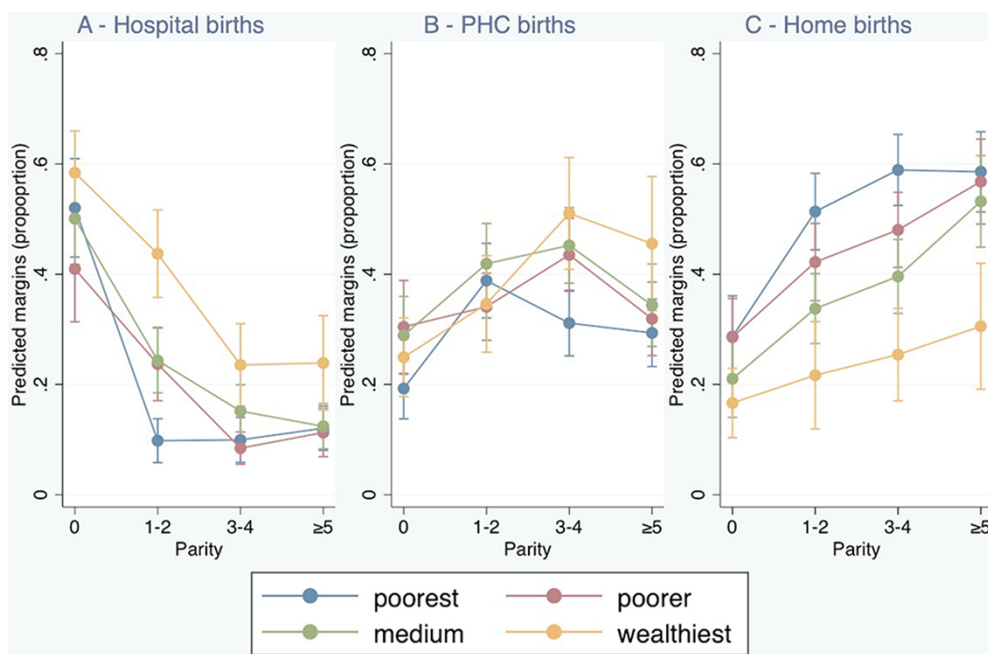 A - Hospital births
B - PHC births
C - Home births
Predicted margins (propoprtion)
.8
.6
.4
.2
0
0 1-2 3-4 ≥5
Parity
Predicted margins (propoprtion)
.8
.6
.4
.2
0
0 1-2 3-4 ≥5
Parity
Predicted margins (propoprtion)
.8
.6
.4
.2
0
0 1-2 3-4 ≥5
Parity
poorest poorer
medium wealthiest